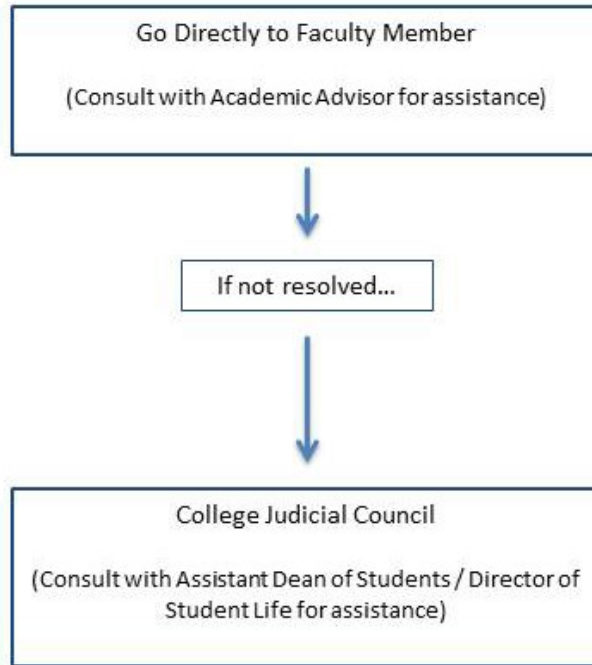 Go Directly to Faculty Member
(Consult with Academic Advisor for assistance)
If not resolved...
College Judicial Council
(Consult with Assistant Dean of Students / Director of
Student Life for assistance)